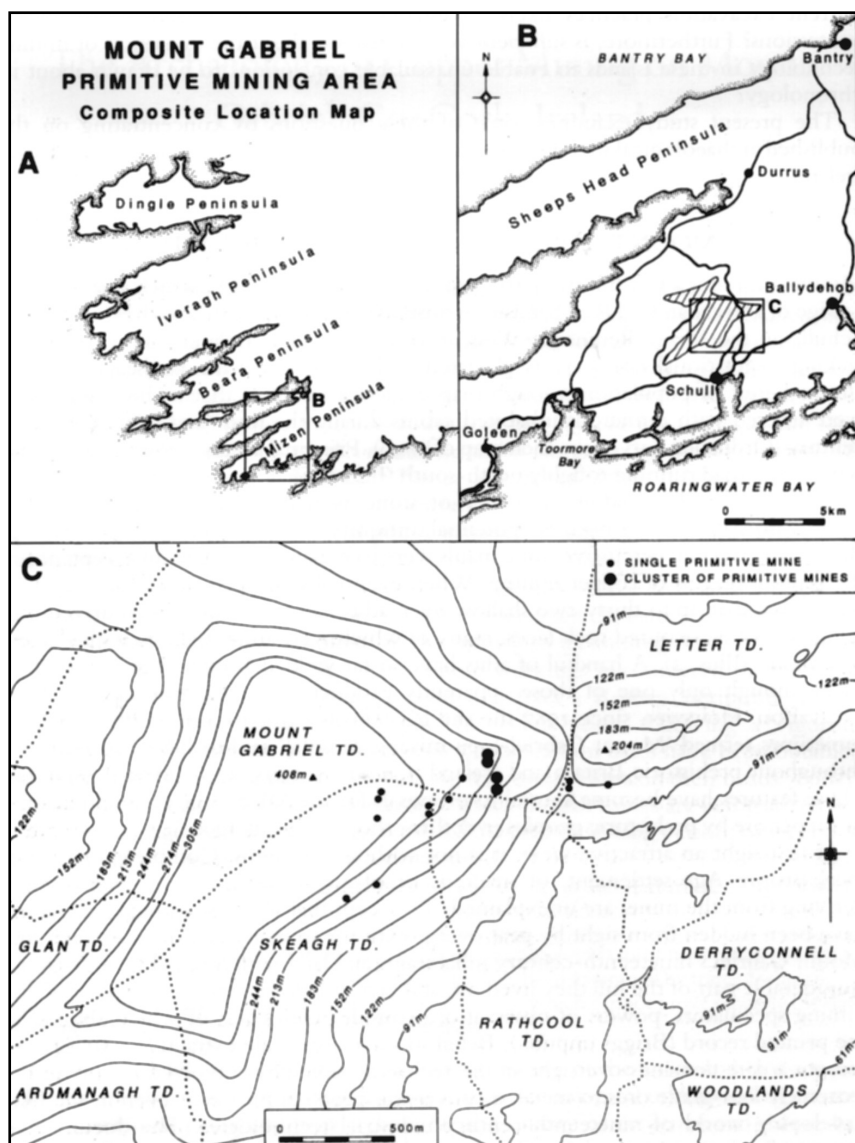 MOUNT GABRIEL
PRIMITIVE MINING AREA
Composite Location Map
A
Dingle Peninsula
Iveragh Peninsula
Beara Peninsula
B
Mizen Peninsula
B
BANTRY BAY
Bantry
N
Sheeps Head Peninsula
Durrus
Ballydehob
C
Schull
Goleen
Toormore
Bay
ROARINGWATER BAY
0
5km
C
SINGLE PRIMITIVE MINE
CLUSTER OF PRIMITIVE MINES
91m
LETTER TD.
122m
122m
152m
183m
204m
91m
MOUNT
GABRIEL TD.
408m
122m
152m
183m
213m
244m
274m
305m
N
GLAN TD.
SKEAGH TD.
244m
213m
183m
152m
122m
91m
DERRYCONNELL
TD.
RATHCOOL
TD.
91m
91m
91m
ARDMANAGH TD.
WOODLANDS
TD.
0
500m